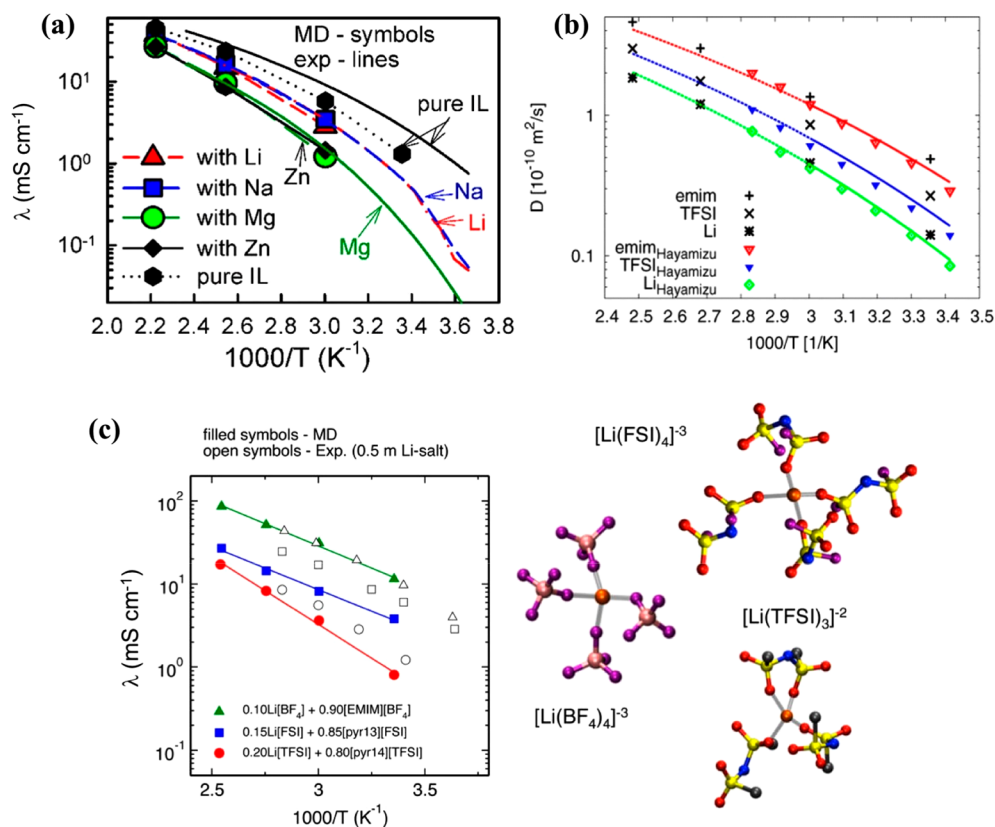 (a)
MD - symbols
exp - lines
pure IL
Zn
Na
Li
Mg
with Li
with Na
with Mg
with Zn
pure IL
λ (mS cm⁻¹)
10¹
10⁰
10⁻¹
2.0 2.2 2.4 2.6 2.8 3.0 3.2 3.4 3.6 3.8
1000/T (K⁻¹)
(b)
D [10⁻¹⁰ m²/s]
1
0.1
emim
TFSI
Li
emim_Hayamizu
TFSI_Hayamizu
Li_Hayamizu
2.4 2.5 2.6 2.7 2.8 2.9 3 3.1 3.2 3.3 3.4 3.5
1000/T [1/K]
(c)
filled symbols - MD
open symbols - Exp. (0.5 m Li-salt)
λ (mS cm⁻¹)
10²
10¹
10⁰
10⁻¹
0.10Li[BF₄] + 0.90[EMIM][BF₄]
0.15Li[FSI] + 0.85[pyr13][FSI]
0.20Li[TFSI] + 0.80[pyr14][TFSI]
2.5 3.0 3.5
1000/T (K⁻¹)
[Li(FSI)₄]⁻³
[Li(BF₄)₄]⁻³
[Li(TFSI)₃]⁻²